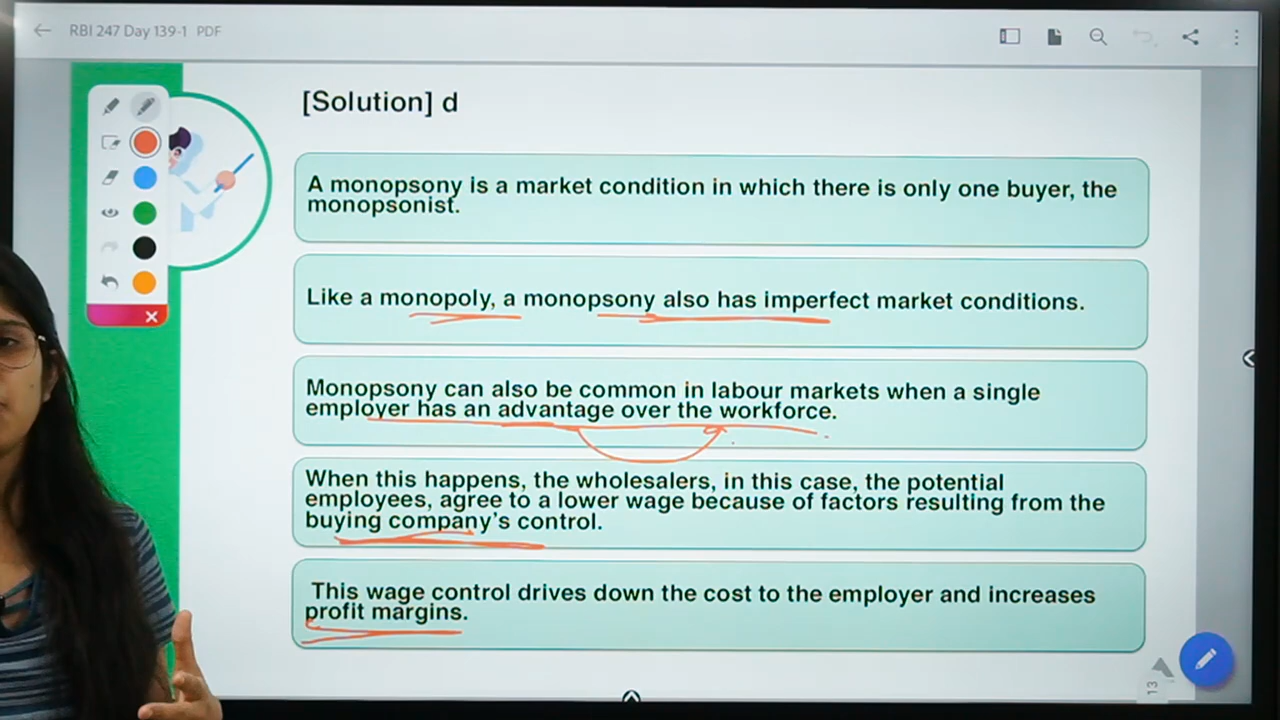 RBI 247 Day 139-1 PDF
[Solution] d
A monopsony is a market condition in which there is only one buyer, the
monopsonist.
Like a monopoly, a monopsony also has imperfect market conditions.
Monopsony can also be common in labour markets when a single
employer has an advantage over the workforce.
When this happens, the wholesalers, in this case, the potential
employees, agree to a lower wage because of factors resulting from the
buying company's control.
This wage control drives down the cost to the employer and increases
profit margins.
13